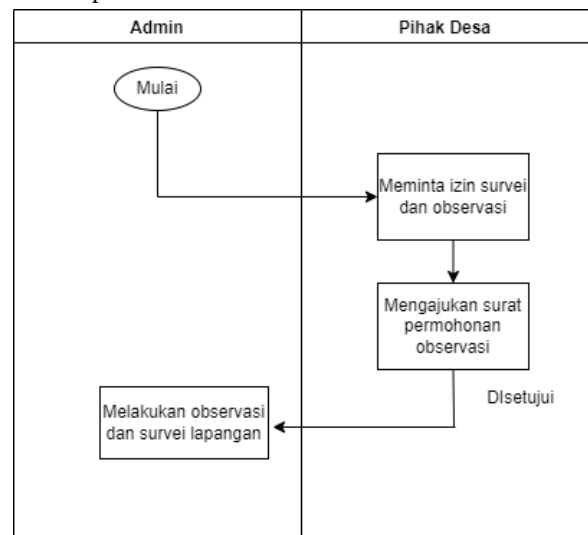 Admin
Pihak Desa
Mulai
Meminta izin survei
dan observasi
Mengajukan surat
permohonan
observasi
DIsetujui
Melakukan observasi
dan survei lapangan